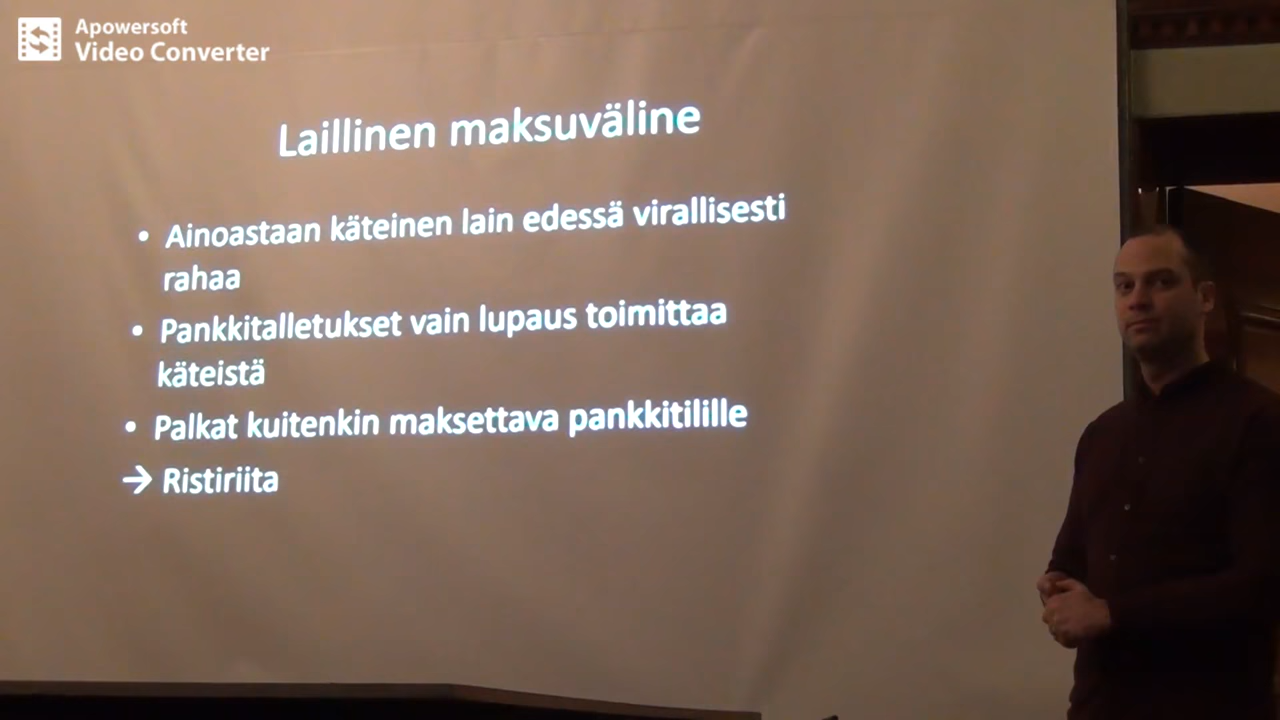 Apowersoft
Video Converter
Laillinen maksuväline
• Ainoastaan käteinen lain edessä virallisesti
rahaa
• Pankkitalletukset vain lupaus toimittaa
käteistä
• Palkat kuitenkin maksettava pankkitilille
→ Ristiriita